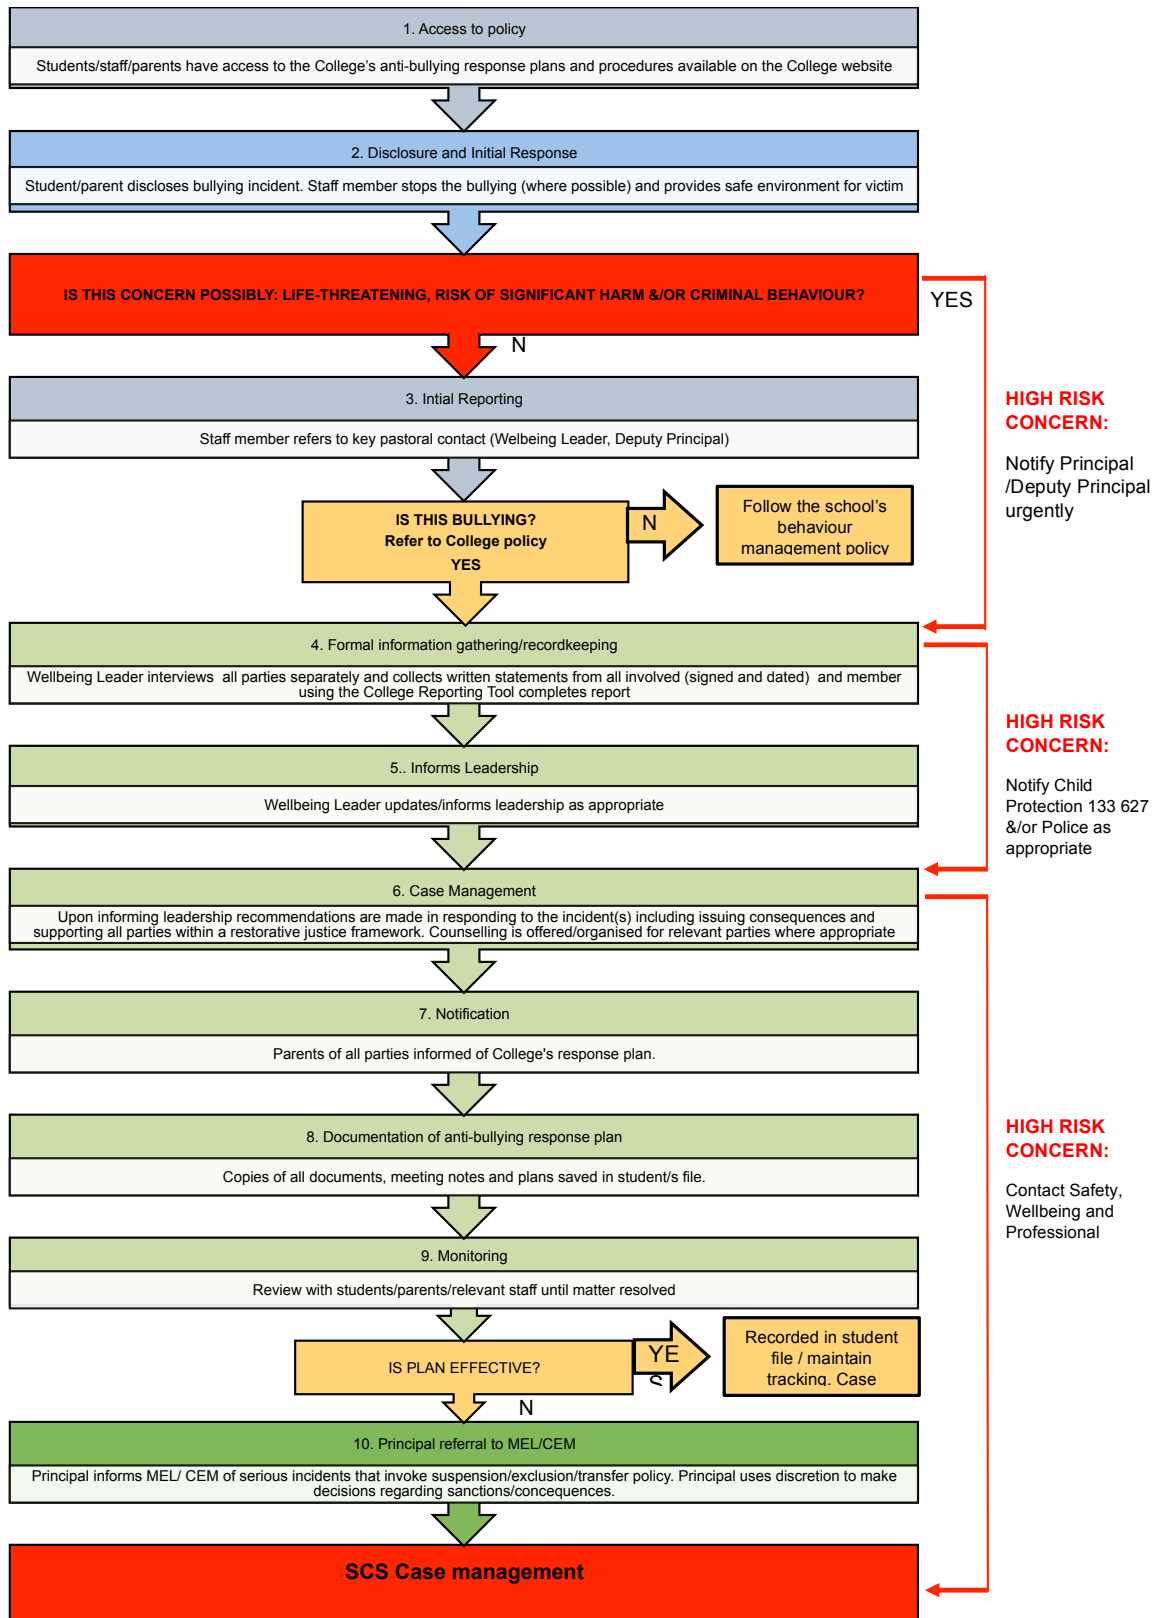 1. Access to policy
Students/staff/parents have access to the College’s anti-bullying response plans and procedures available on the College website
2. Disclosure and Initial Response
Student/parent discloses bullying incident. Staff member stops the bullying (where possible) and provides safe environment for victim
IS THIS CONCERN POSSIBLY: LIFE-THREATENING, RISK OF SIGNIFICANT HARM &/OR CRIMINAL BEHAVIOUR?
YES
N
HIGH RISK
CONCERN:
Notify Principal
/Deputy Principal
urgently
3. Intial Reporting
Staff member refers to key pastoral contact (Welbeing Leader, Deputy Principal)
IS THIS BULLYING?
Refer to College policy
YES
N
Follow the school’s
behaviour
management policy
4. Formal information gathering/recordkeeping
Wellbeing Leader interviews all parties separately and collects written statements from all involved (signed and dated) and member
using the College Reporting Tool completes report
HIGH RISK
CONCERN:
Notify Child
Protection 133 627
&/or Police as
appropriate
5.. Informs Leadership
Wellbeing Leader updates/informs leadership as appropriate
6. Case Management
Upon informing leadership recommendations are made in responding to the incident(s) including issuing consequences and
supporting all parties within a restorative justice framework. Counselling is offered/organised for relevant parties where appropriate
7. Notification
Parents of all parties informed of College's response plan.
8. Documentation of anti-bullying response plan
Copies of all documents, meeting notes and plans saved in student/s file.
HIGH RISK
CONCERN:
Contact Safety,
Wellbeing and
Professional
9. Monitoring
Review with students/parents/relevant staff until matter resolved
IS PLAN EFFECTIVE?
YE
S
Recorded in student
file / maintain
tracking. Case
N
10. Principal referral to MEL/CEM
Principal informs MEL/ CEM of serious incidents that invoke suspension/exclusion/transfer policy. Principal uses discretion to make
decisions regarding sanctions/concequences.
SCS Case management